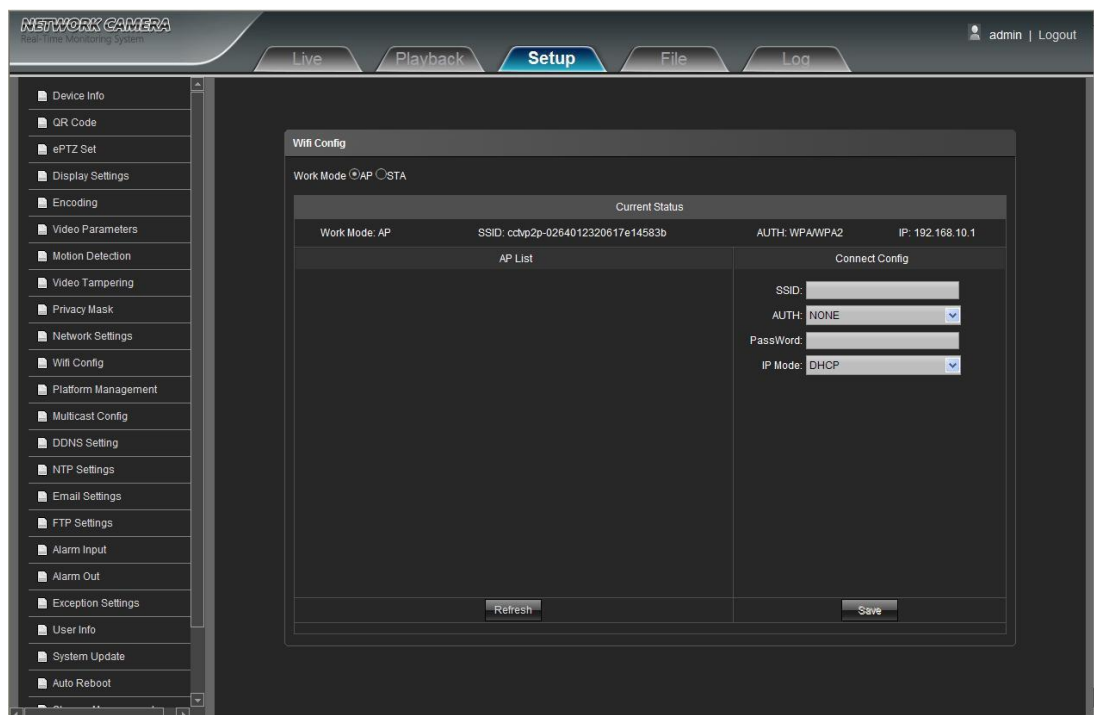 NETWORK CAMERA
Real-Time Monitoring System
admin | Logout
Live Playback Setup File Log
Device Info
QR Code
ePTZ Set
Display Settings
Encoding
Video Parameters
Motion Detection
Video Tampering
Privacy Mask
Network Settings
Wifi Config
Platform Management
Multicast Config
DDNS Setting
NTP Settings
Email Settings
FTP Settings
Alarm Input
Alarm Out
Exception Settings
User Info
System Update
Auto Reboot
Wifi Config
Work Mode AP STA
Current Status
Work Mode: AP SSID: cctvp2p-0264012320617e14583b AUTH: WPA/WPA2 IP: 192.168.10.1
AP List Connect Config
SSID:
AUTH: NONE
PassWord:
IP Mode: DHCP
Refresh Save